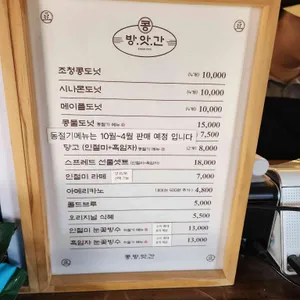 콩
방.앗.간
조청콩도넛 10,000
시나몬도넛 10,000
메이플도넛 10,000
콩물도넛 15,000
동절기메뉴는 10월~4월 판매 예정 입니다 7,500
당고 (인절미+흑임자) 8,000
스프레드 선물셋트 18,000
인절미 라떼 7,000
아메리카노 4,800
콜드브루 5,000
오리지널 식혜 5,500
인절미 눈꽃빙수 13,000
흑임자 눈꽃빙수 13,000
콩방앗간